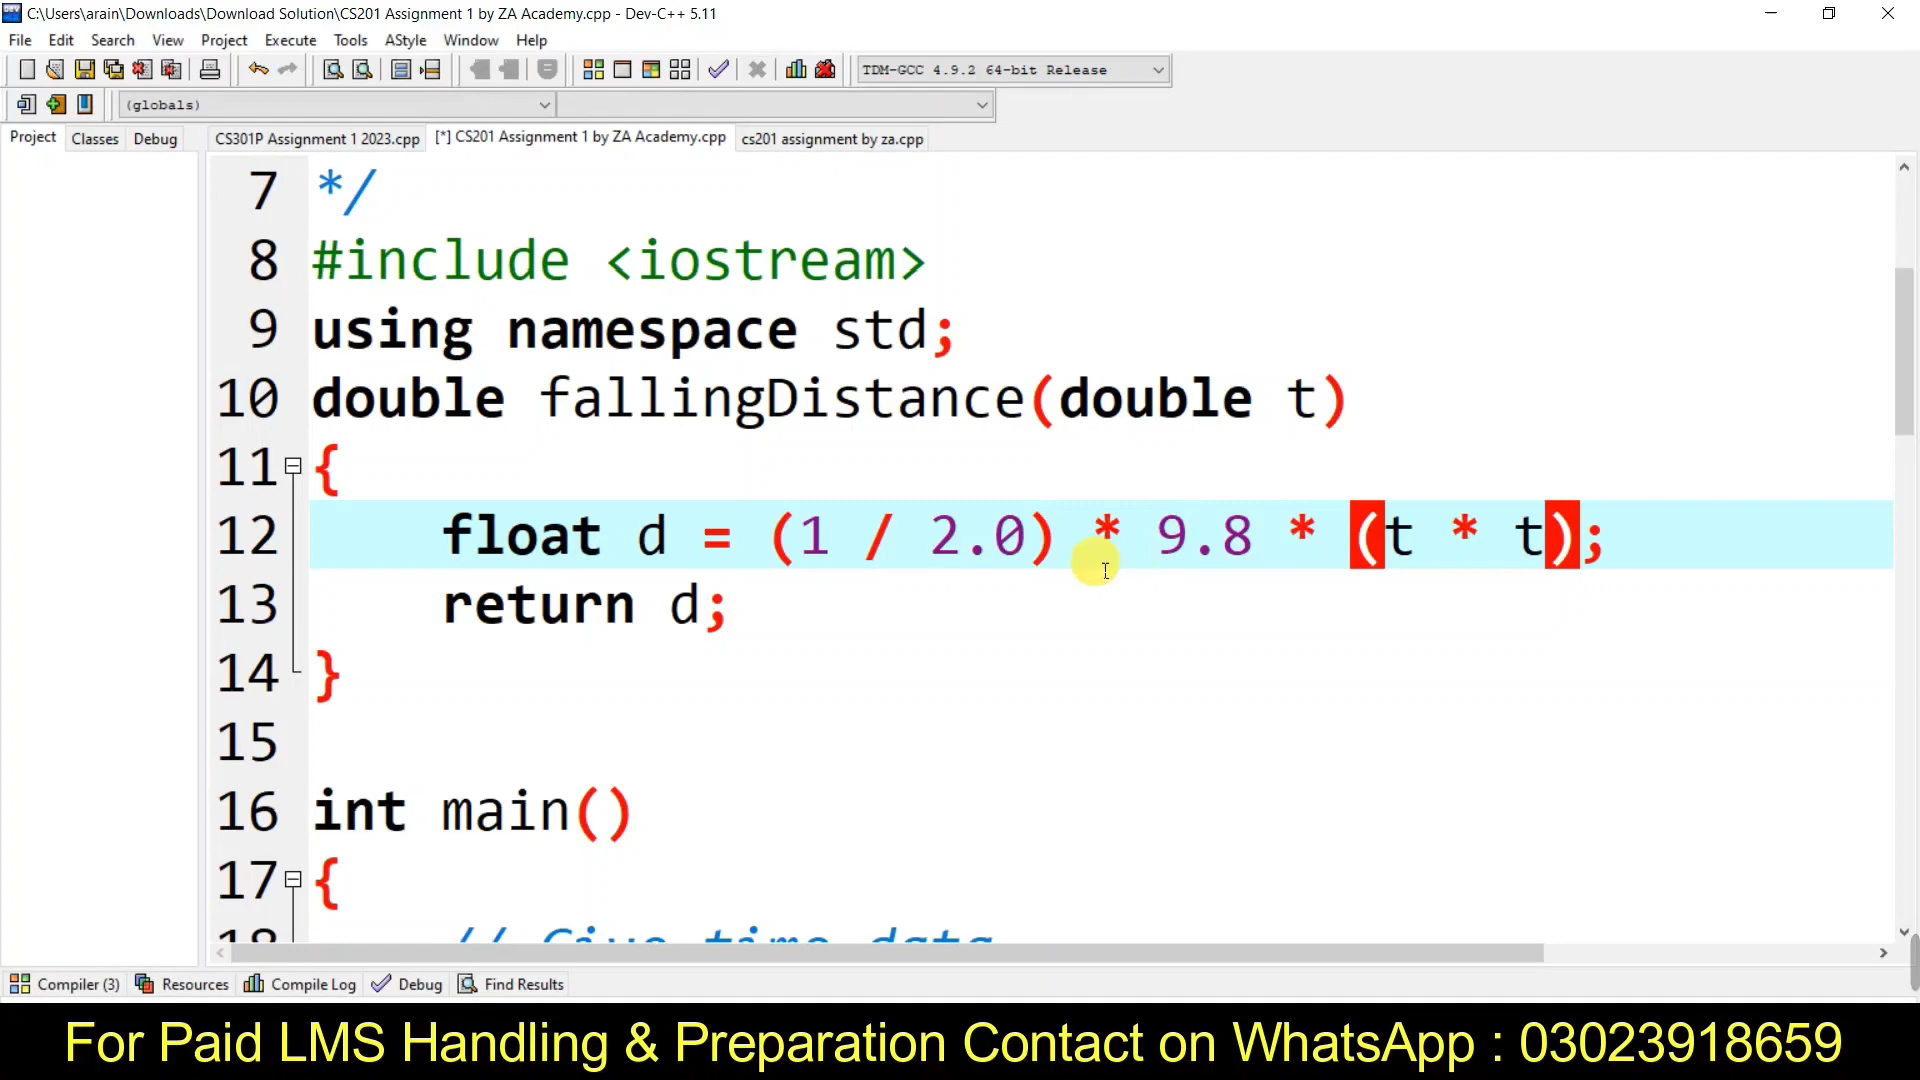 C:\Users\arain\Downloads\Download Solution\CS201 Assignment 1 by ZA Academy.cpp - Dev-C++ 5.11
File Edit Search View Project Execute Tools AStyle Window Help
TDM-GCC 4.9.2 64-bit Release
(globals)
Project Classes Debug CS301P Assignment 1 2023.cpp [*] CS201 Assignment 1 by ZA Academy.cpp cs201 assignment by za.cpp
7 */
8 #include <iostream>
9 using namespace std;
10 double fallingDistance(double t)
11 {
12 float d = (1 / 2.0) * 9.8 * (t * t);
13 return d;
14 }
15
16 int main()
17 {
18 // Give time data
Compiler (3) Resources Compile Log Debug Find Results
For Paid LMS Handling & Preparation Contact on WhatsApp : 03023918659